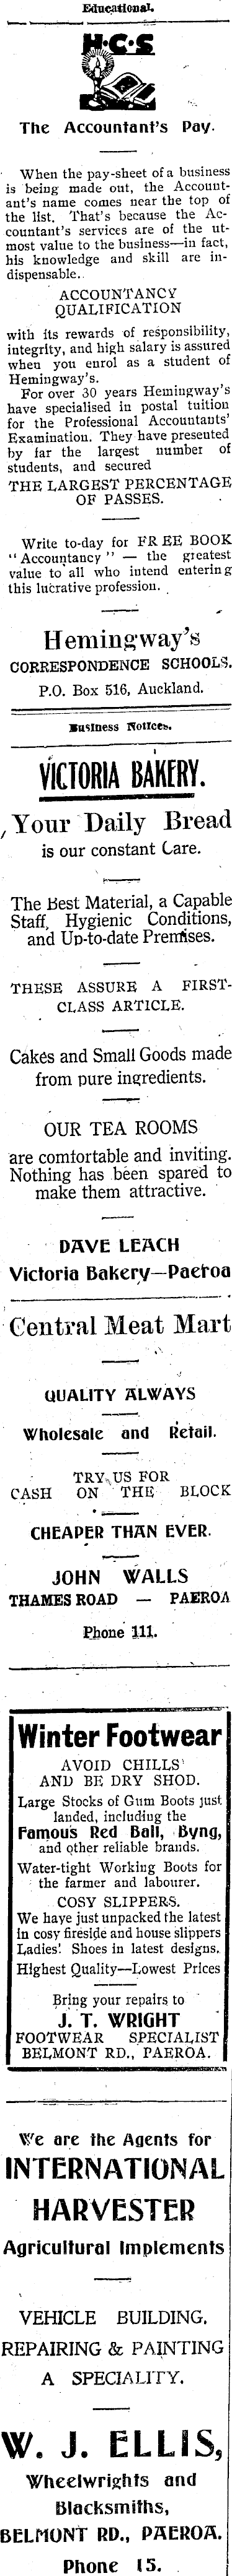 Educational.
H·C·S
The Accountant's Pay.
When the pay-sheet of a business
is being made out, the Account-
ant's name comes near the top of
the list. That's because the Ac-
countant's services are of the ut-
most value to the business—in fact,
his knowledge and skill are in-
dispensable.
ACCOUNTANCY
QUALIFICATION
with its rewards of responsibility,
integrity, and high salary is assured
when you enrol as a student of
Hemingway's.
For over 30 years Hemingway's
have specialised in postal tuition
for the Professional Accountants'
Examination. They have presented
by far the largest number of
students, and secured
THE LARGEST PERCENTAGE
OF PASSES.
Write to-day for FREE BOOK
"Accountancy" — the greatest
value to all who intend entering
this lucrative profession.
Hemingway's
CORRESPONDENCE SCHOOLS.
P.O. Box 516, Auckland.
Business Notices.
VICTORIA BAKERY.
Your Daily Bread
is our constant Care.
The Best Material, a Capable
Staff, Hygienic Conditions,
and Up-to-date Premises.
THESE ASSURE A FIRST-
CLASS ARTICLE.
Cakes and Small Goods made
from pure ingredients.
OUR TEA ROOMS
are comfortable and inviting.
Nothing has been spared to
make them attractive.
DAVE LEACH
Victoria Bakery—Paeroa
Central Meat Mart
QUALITY ALWAYS
Wholesale and Retail.
TRY US FOR
CASH ON THE BLOCK
CHEAPER THAN EVER.
JOHN WALLS
THAMES ROAD — PAEROA
Phone 111.
Winter Footwear
AVOID CHILLS
AND BE DRY SHOD.
Large Stocks of Gum Boots just
landed, including the
Famous Red Ball, Byng,
and other reliable brands.
Water-tight Working Boots for
the farmer and labourer.
COSY SLIPPERS.
We have just unpacked the latest
in cosy fireside and house slippers
Ladies' Shoes in latest designs.
Highest Quality—Lowest Prices
Bring your repairs to
J. T. WRIGHT
FOOTWEAR SPECIALIST
BELMONT RD., PAEROA.
We are the Agents for
INTERNATIONAL
HARVESTER
Agricultural Implements
VEHICLE BUILDING,
REPAIRING & PAINTING
A SPECIALITY.
W. J. ELLIS,
Wheelwrights and
Blacksmiths,
BELMONT RD., PAEROA.
Phone 15.